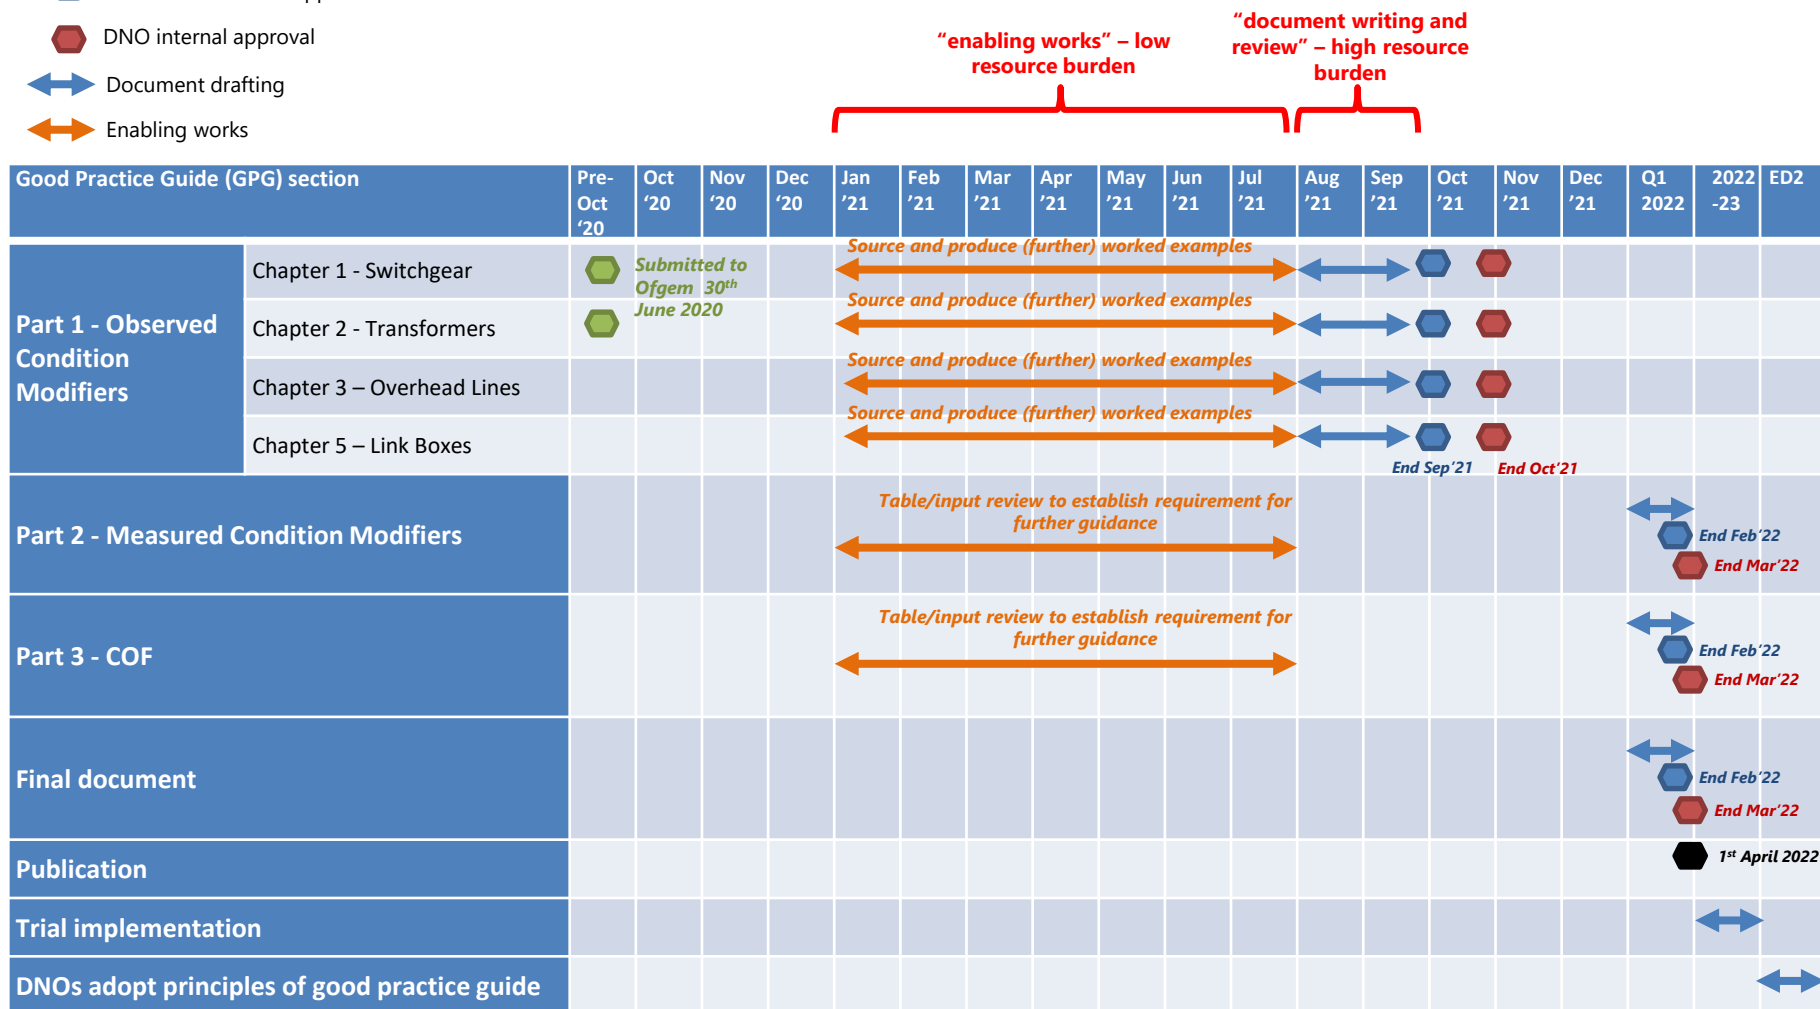 DNO internal approval
Document drafting
Enabling works
“enabling works” – low
resource burden
“document writing and
review” – high resource
burden
Good Practice Guide (GPG) section
Pre-
Oct
‘20
Oct
‘20
Nov
‘20
Dec
‘20
Jan
’21
Feb
’21
Mar
’21
Apr
’21
May
’21
Jun
’21
Jul
’21
Aug
’21
Sep
’21
Oct
’21
Nov
’21
Dec
’21
Q1
2022
2022
-23
ED2
Part 1 - Observed
Condition
Modifiers
Chapter 1 - Switchgear
Submitted to
Ofgem 30th
June 2020
Source and produce (further) worked examples
Chapter 2 - Transformers
Source and produce (further) worked examples
Chapter 3 – Overhead Lines
Source and produce (further) worked examples
Chapter 5 – Link Boxes
Source and produce (further) worked examples
End Sep’21
End Oct’21
Part 2 - Measured Condition Modifiers
Table/input review to establish requirement for
further guidance
End Feb’22
End Mar’22
Part 3 - COF
Table/input review to establish requirement for
further guidance
End Feb’22
End Mar’22
Final document
End Feb’22
End Mar’22
Publication
1st April 2022
Trial implementation
DNOs adopt principles of good practice guide